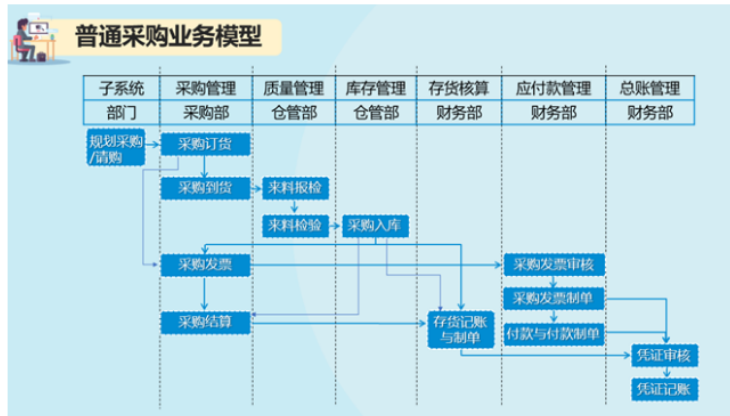 普通采购业务模型
子系统 采购管理 质量管理 库存管理 存货核算 应付款管理 总账管理
部门 采购部 仓管部 仓管部 财务部 财务部 财务部
规划采购
/请购
采购订货
采购到货 来料报检
来料检验 采购入库
采购发票 采购发票审核
采购发票制单
采购结算 存货记账
与制单
付款与付款制单
凭证审核
凭证记账